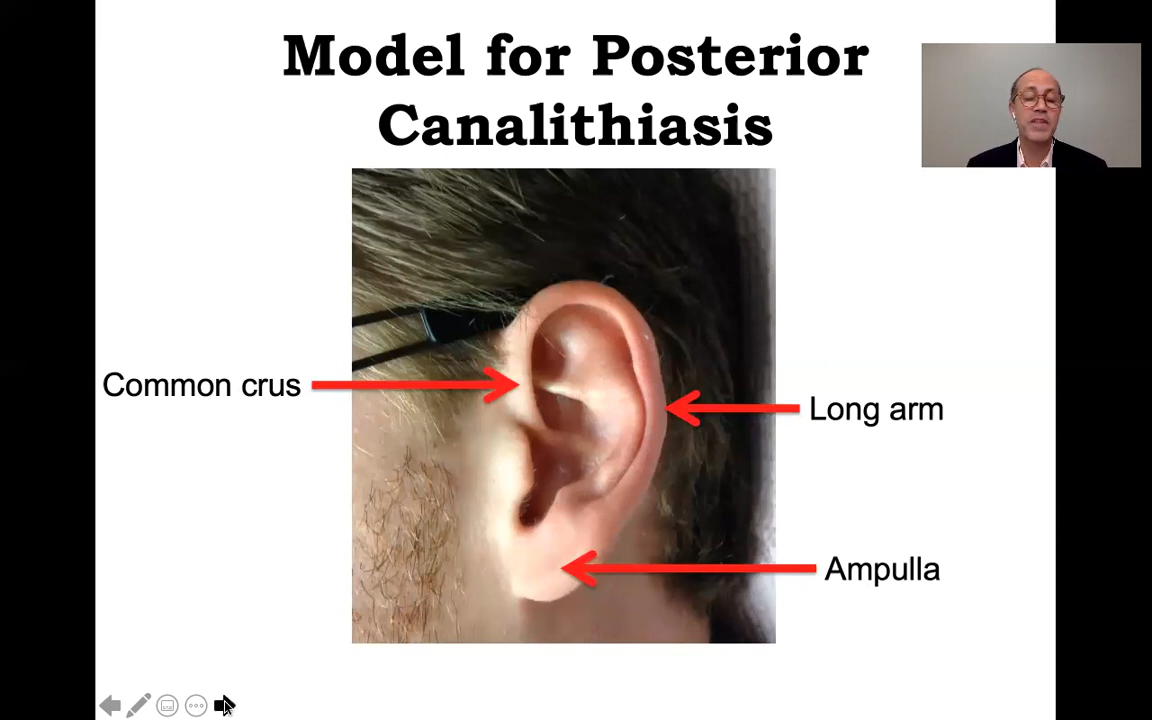 Model for Posterior
Canalithiasis
Common crus
Long arm
Ampulla